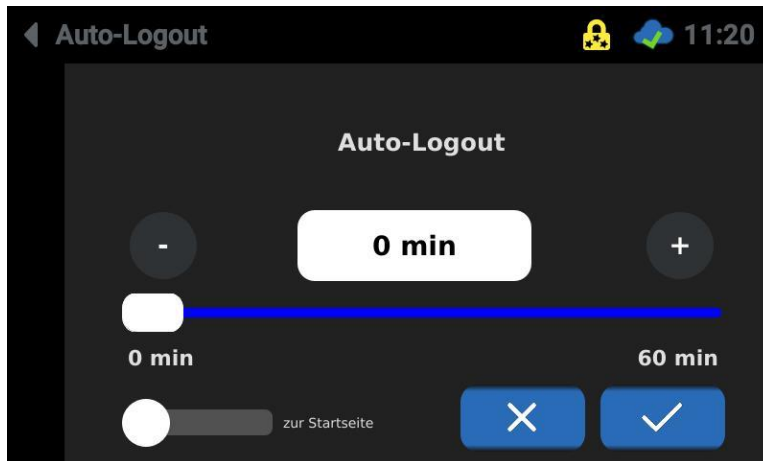 Auto-Logout 11:20
Auto-Logout
- 0 min +
0 min 60 min
zur Startseite